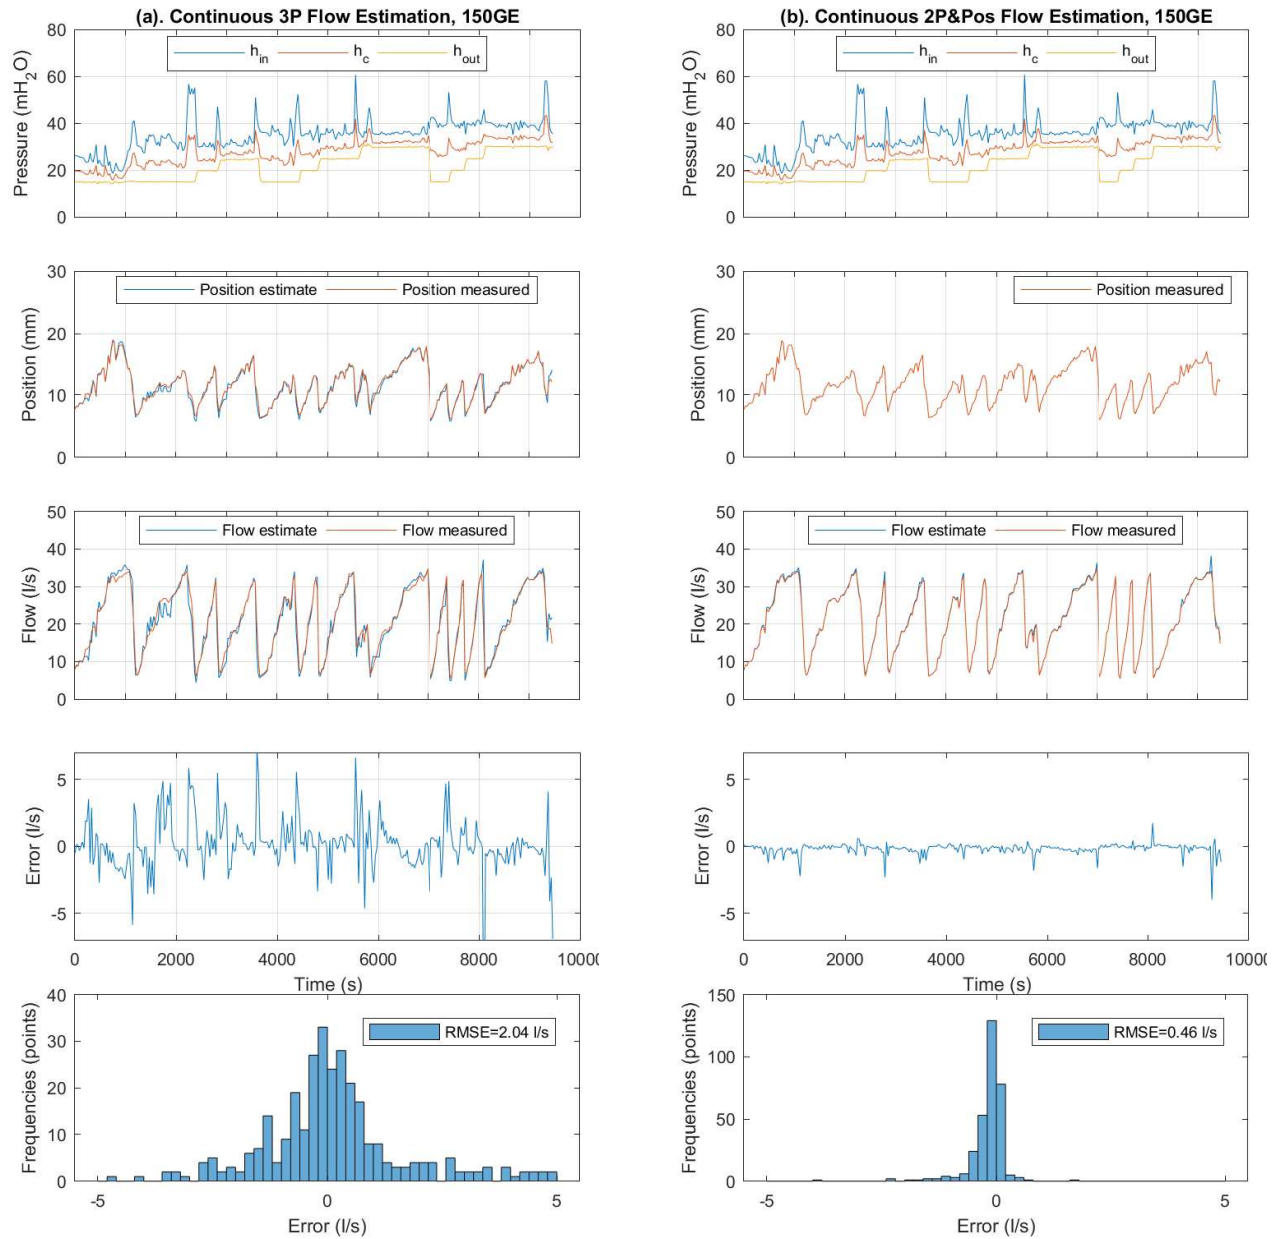 (a). Continuous 3P Flow Estimation, 150GE
80
60
40
20
0
Pressure (mH2O)
h_in h_c h_out
30
20
10
0
Position (mm)
Position estimate Position measured
50
40
30
20
10
0
Flow (l/s)
Flow estimate Flow measured
5
0
-5
Error (l/s)
0 2000 4000 6000 8000 10000
Time (s)
40
30
20
10
0
Frequencies (points)
RMSE=2.04 l/s
-5 0 5
Error (l/s)
(b). Continuous 2P&Pos Flow Estimation, 150GE
80
60
40
20
0
Pressure (mH2O)
h_in h_c h_out
30
20
10
0
Position (mm)
Position measured
50
40
30
20
10
0
Flow (l/s)
Flow estimate Flow measured
5
0
-5
Error (l/s)
0 2000 4000 6000 8000 10000
Time (s)
150
100
50
0
Frequencies (points)
RMSE=0.46 l/s
-5 0 5
Error (l/s)